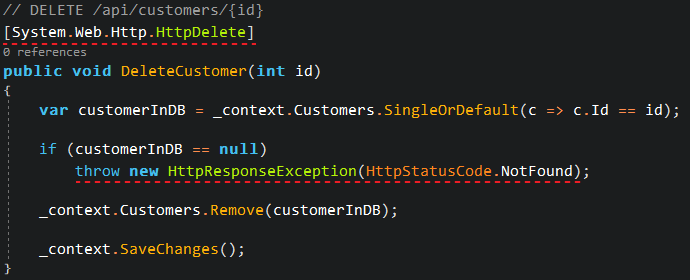 // DELETE /api/customers/{id}
[System.Web.Http.HttpDelete]
0 references
public void DeleteCustomer(int id)
{
var customerInDB = _context.Customers.SingleOrDefault(c => c.Id == id);
if (customerInDB == null)
throw new HttpResponseException(HttpStatusCode.NotFound);
_context.Customers.Remove(customerInDB);
_context.SaveChanges();
}